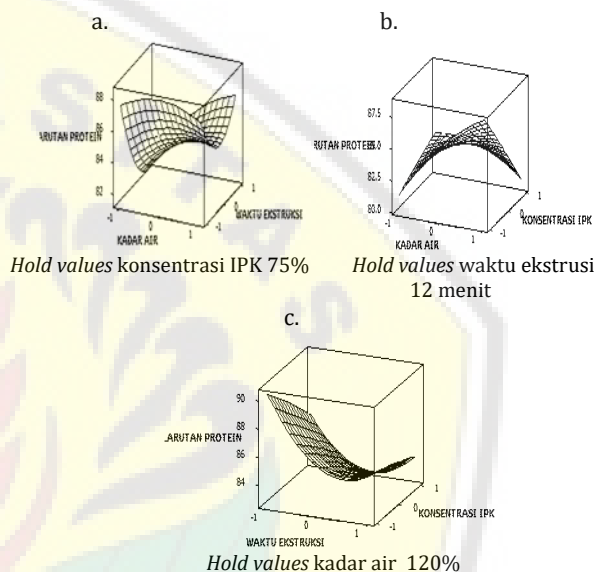 a.
b.
88
86
84
82
ARUTAN PROTEIN
-1
0
1
KADAR AIR
1
0
-1
WAKTU EKSTRUKSI
87.5
85.0
82.5
80.0
RUTAN PROTEIN
-1
0
1
KADAR AIR
1
0
-1
KONSENTRASI IPK
Hold values konsentrasi IPK 75%
Hold values waktu ekstrusi
12 menit
c.
90
88
86
84
LARUTAN PROTEIN
-1
0
1
WAKTU EKSTRUKSI
1
0
-1
KONSENTRASI IPK
Hold values kadar air 120%